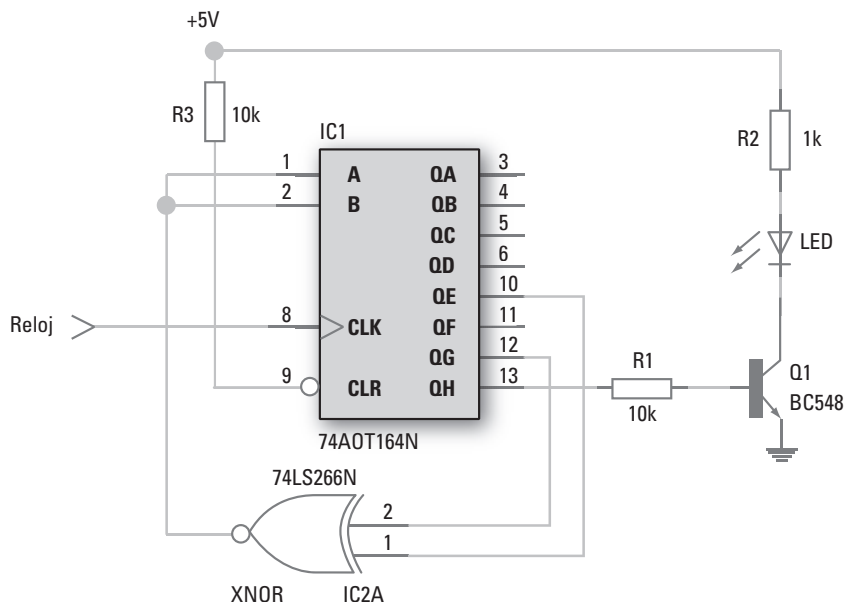 +5V
R3 10k
R2 1k
IC1
1 A QA 3
2 B QB 4
QC 5
QD 6
LED
QE 10
Reloj 8 CLK QF 11
QG 12
9 CLR QH 13
R1
10k
Q1
BC548
74AOT164N
74LS266N
2
1
XNOR IC2A